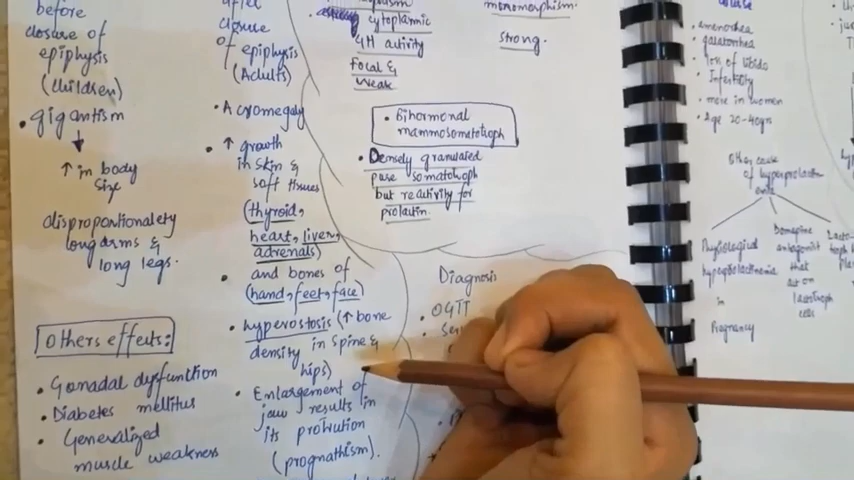 before
closure of
epiphysis
(children)
• gigantism
↑ in body
size
disproportionalety
long arms &
long legs.
Others effects:
• Gonadal dysfunction
• Diabetes mellitus
• Generalized
muscle weakness
after
closure
of epiphysis
(Adults)
• Acromegaly
• ↑ growth
in skin &
soft tissues
(thyroid,
heart, liver,
adrenals)
• and bones of
(hand, feet, face)
• hyperostosis (↑ bone
density in spine &
hips)
• Enlargement of
jaw results in
its protrution
(prognathism).
cytoplasmic
GH activity
Focal &
Weak
monomorphism.
Strong.
• Bihormonal
mammosomatotroph
• Densely granulated
pure somatotroph
but reactivity for
prolactin.
Diagnosis
• OGTT
• amenorrhea
• galatorrhea
• loss of libido
• Infertility
• more in women
• Age 20-40yrs
Other cause
of hyperprolactin
Physiological
in
Pregnancy
Dopamine
antagonist
that
act on
lactotroph
cells